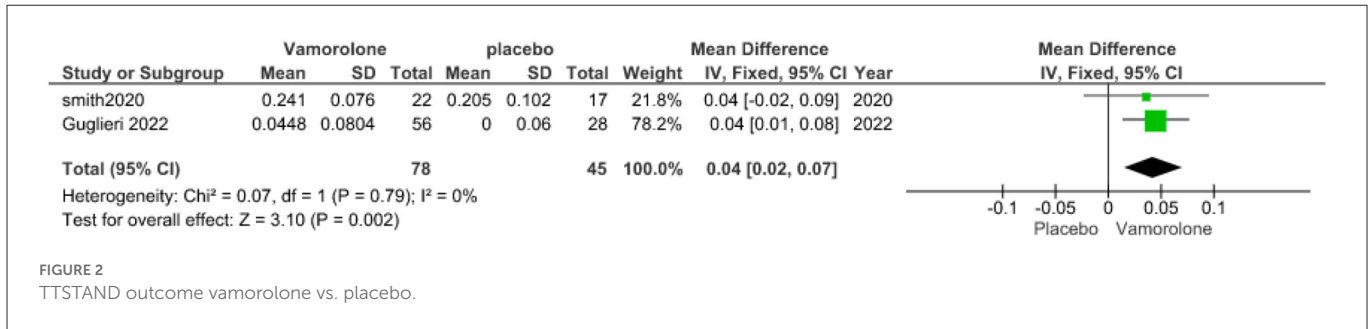 Vamorolone placebo Mean Difference Mean Difference
Study or Subgroup Mean SD Total Mean SD Total Weight IV, Fixed, 95% CI Year IV, Fixed, 95% CI
smith2020 0.241 0.076 22 0.205 0.102 17 21.8% 0.04 [-0.02, 0.09] 2020
Guglieri 2022 0.0448 0.0804 56 0 0.06 28 78.2% 0.04 [0.01, 0.08] 2022
Total (95% CI) 78 45 100.0% 0.04 [0.02, 0.07]
Heterogeneity: Chi² = 0.07, df = 1 (P = 0.79); I² = 0%
Test for overall effect: Z = 3.10 (P = 0.002)
-0.1 -0.05 0 0.05 0.1
Placebo Vamorolone
FIGURE 2
TTSTAND outcome vamorolone vs. placebo.